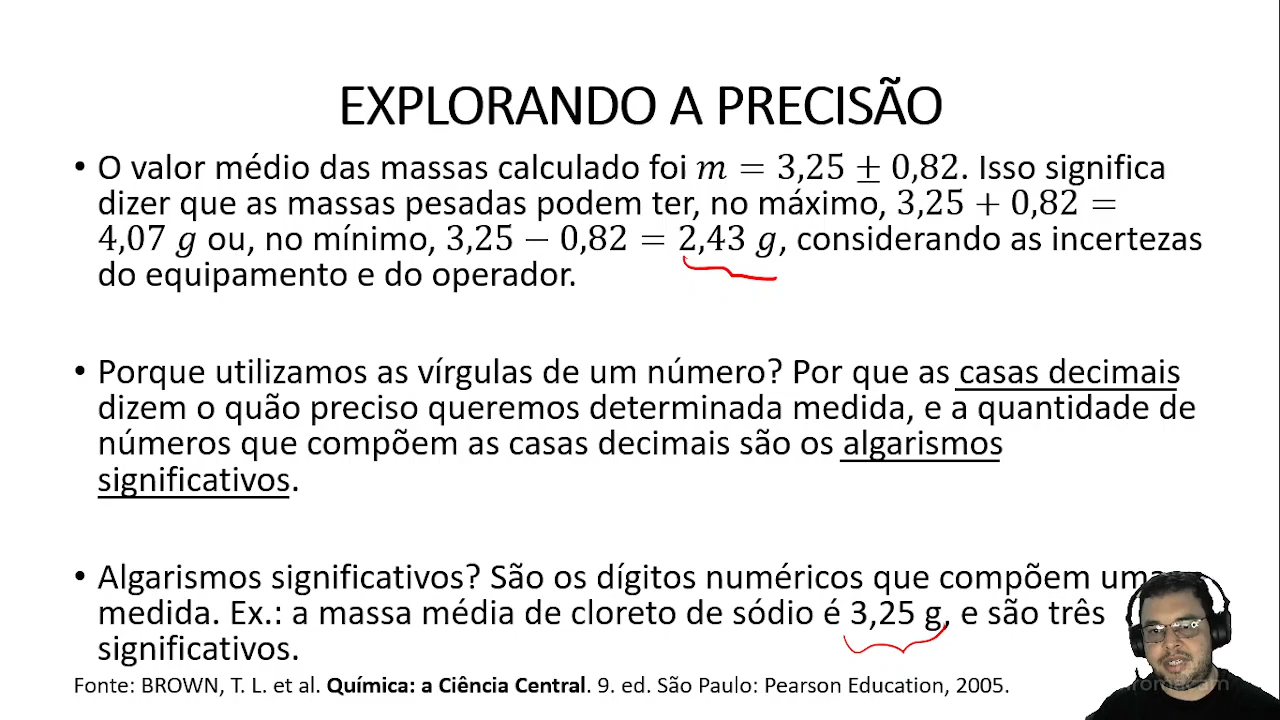 EXPLORANDO A PRECISÃO
• O valor médio das massas calculado foi m = 3,25 ± 0,82. Isso significa
dizer que as massas pesadas podem ter, no máximo, 3,25 + 0,82 =
4,07 g ou, no mínimo, 3,25 − 0,82 = 2,43 g, considerando as incertezas
do equipamento e do operador.
• Porque utilizamos as vírgulas de um número? Por que as casas decimais
dizem o quão preciso queremos determinada medida, e a quantidade de
números que compõem as casas decimais são os algarismos
significativos.
• Algarismos significativos? São os dígitos numéricos que compõem uma
medida. Ex.: a massa média de cloreto de sódio é 3,25 g, e são três
significativos.
Fonte: BROWN, T. L. et al. Química: a Ciência Central. 9. ed. São Paulo: Pearson Education, 2005.